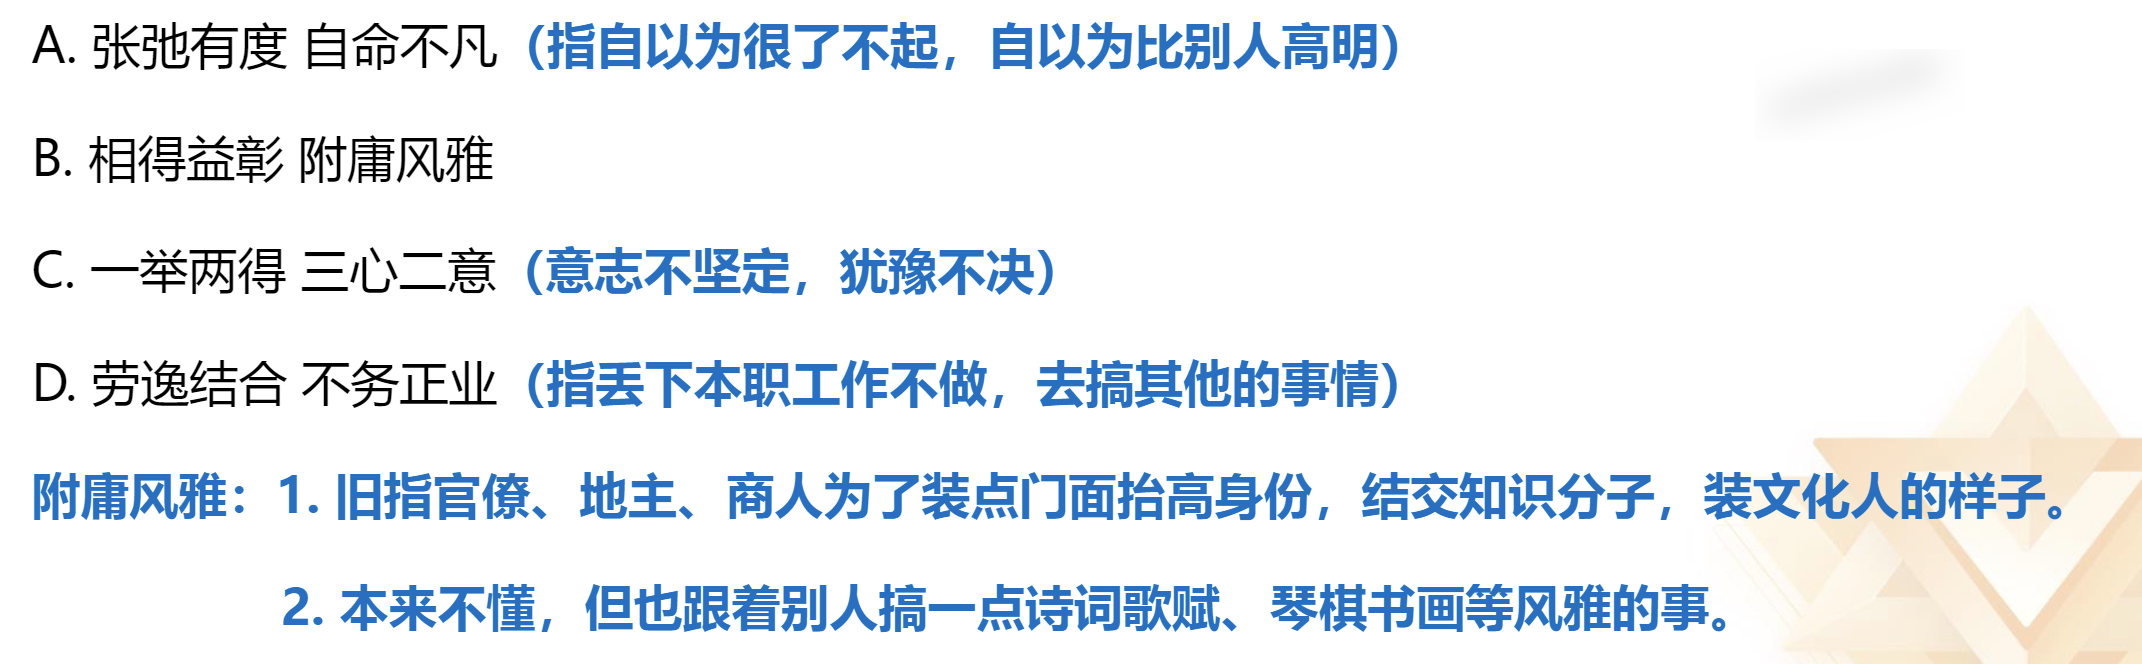 A. 张弛有度 自命不凡（指自以为很了不起，自以为比别人高明）
B. 相得益彰 附庸风雅
C. 一举两得 三心二意（意志不坚定，犹豫不决）
D. 劳逸结合 不务正业（指丢下本职工作不做，去搞其他的事情）
附庸风雅：1. 旧指官僚、地主、商人为了装点门面抬高身份，结交知识分子，装文化人的样子。
2. 本来不懂，但也跟着别人搞一点诗词歌赋、琴棋书画等风雅的事。